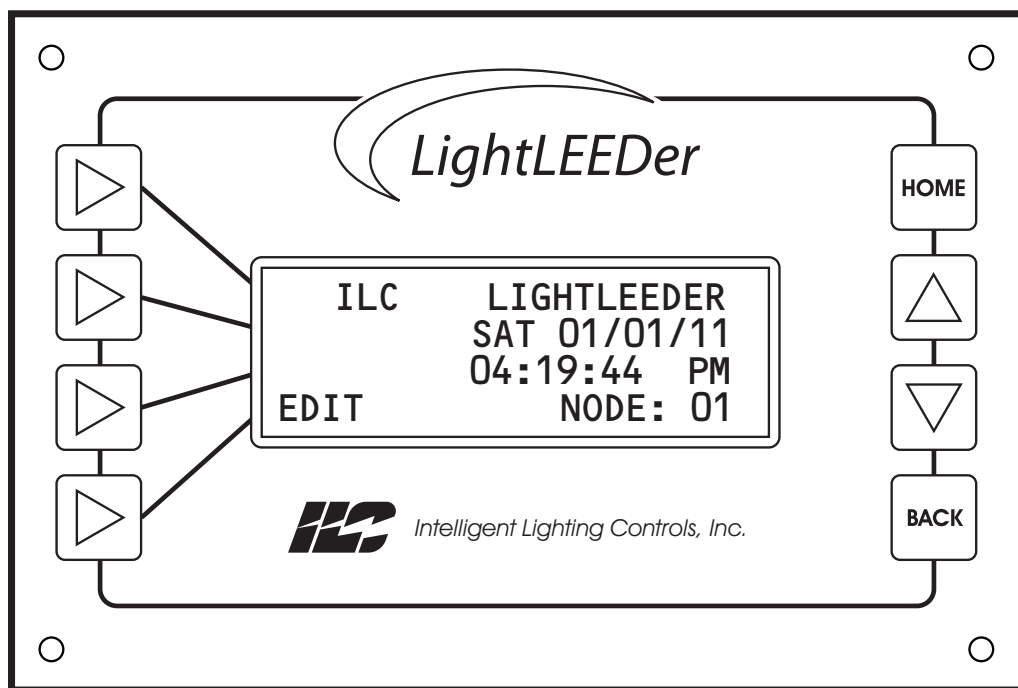 LightLEEDer
HOME
ILC LIGHTLEEDER
SAT 01/01/11
04:19:44 PM
EDIT NODE: 01
BACK
ILC Intelligent Lighting Controls, Inc.